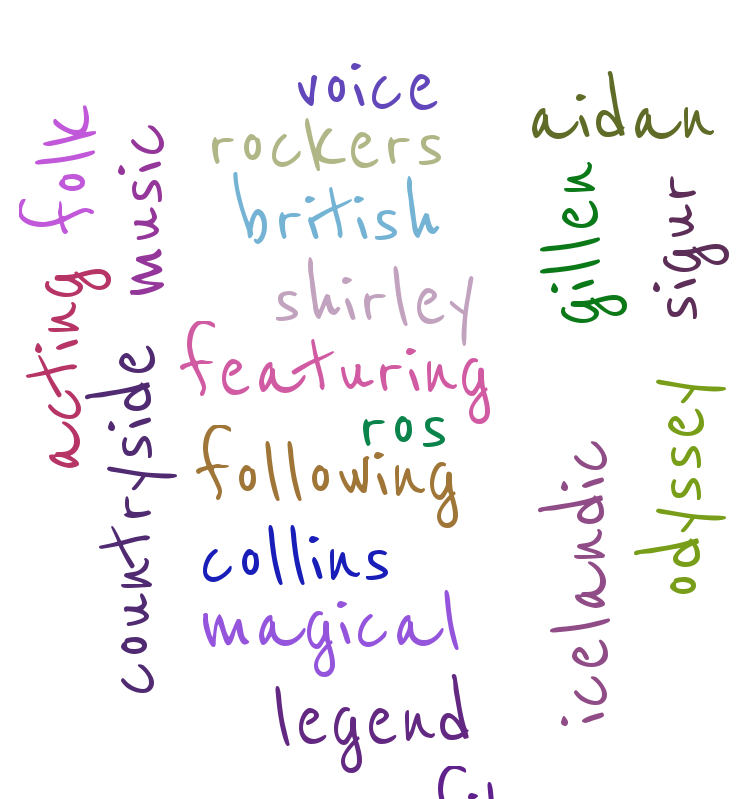 voice
rockers
british
shirley
featuring
ros
following
collins
magical
legend
folk
music
acting
countryside
aidan
gillen
sigur
odyssey
icelandic